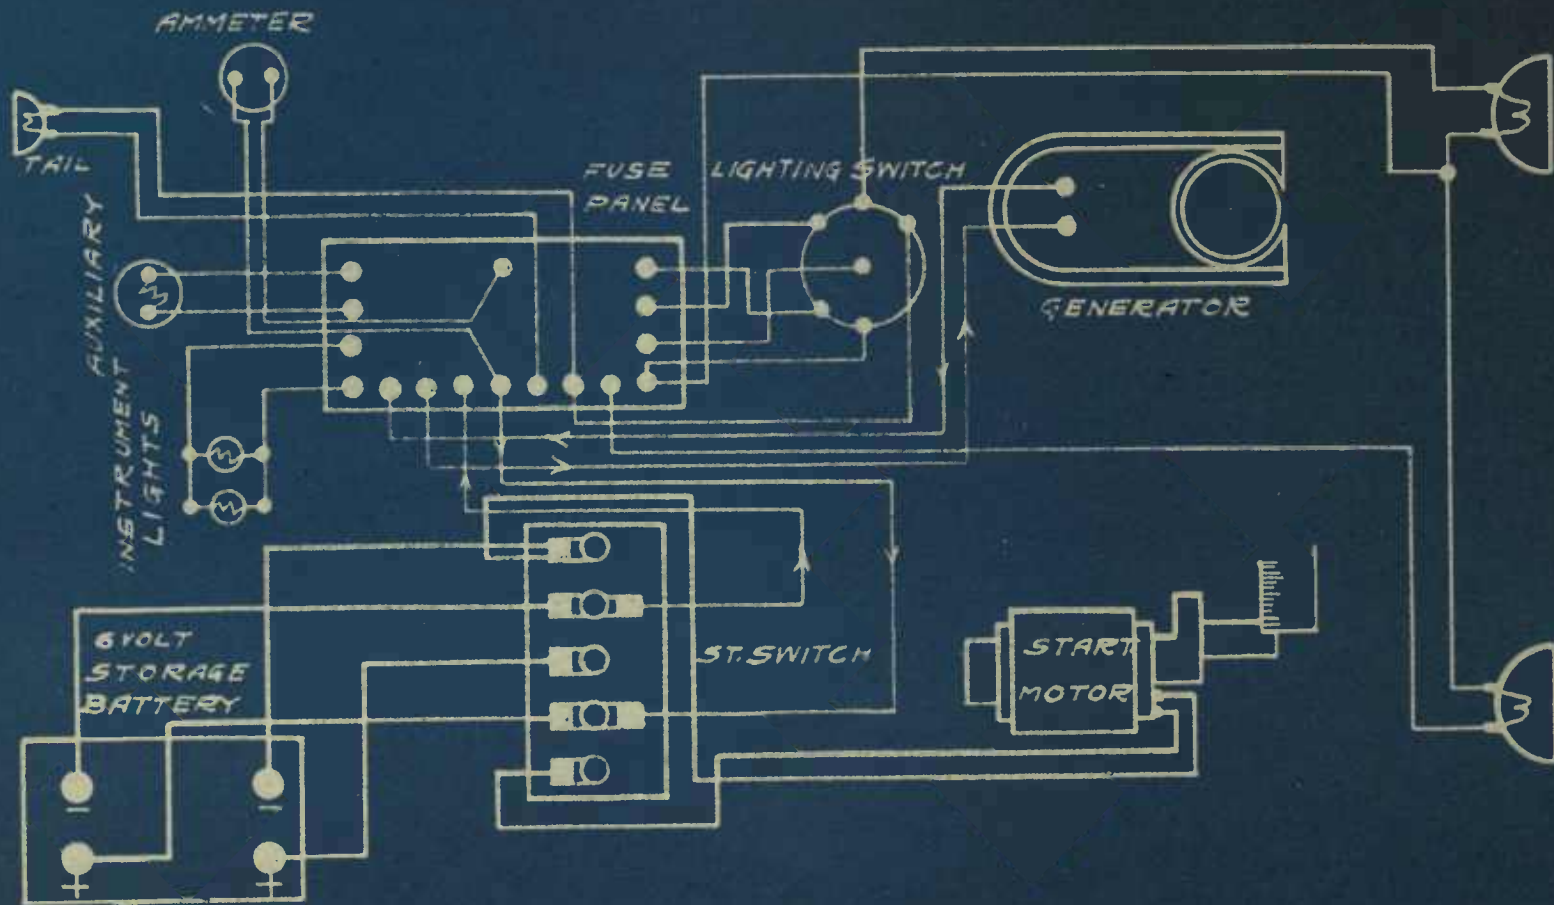 AMMETER
TAIL
FUSE
PANEL
LIGHTING SWITCH
AUXILIARY
GENERATOR
INSTRUMENT
LIGHTS
6 VOLT
STORAGE
BATTERY
ST. SWITCH
START
MOTOR
- -
+ +